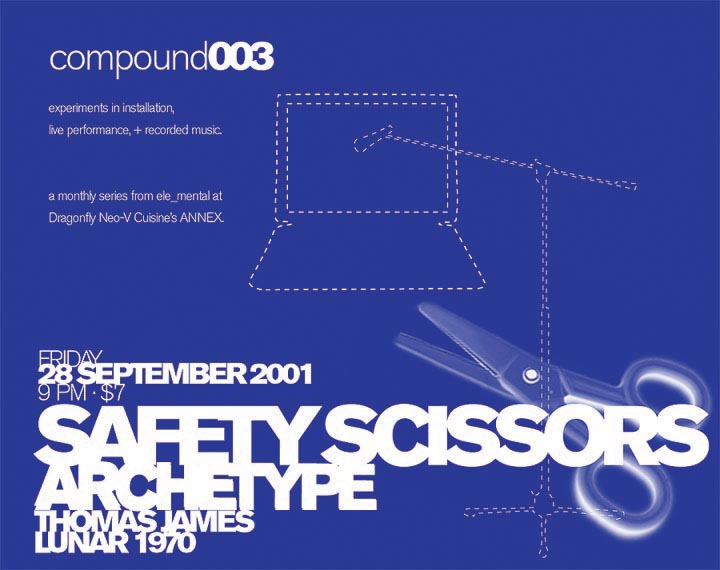 compound003
experiments in installation,
live performance, + recorded music.
a monthly series from ele_mental at
Dragonfly Neo-V Cuisine's ANNEX.
FRIDAY
28 SEPTEMBER 2001
9 PM · $7
SAFETY SCISSORS
ARCHETYPE
THOMAS JAMES
LUNAR 1970